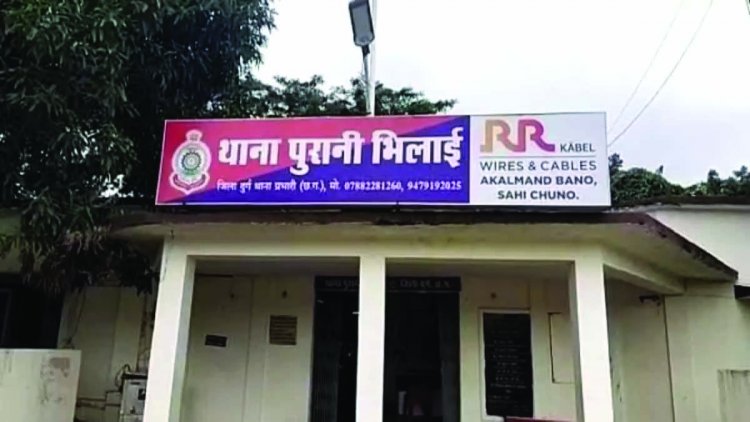 थाना पुरानी भिलाई
जिला दुर्ग थाना प्रभारी (छ.ग.), मो. 07882281260, 9479192025
RR
KABEL
WIRES & CABLES
AKALMAND BANO,
SAHI CHUNO.